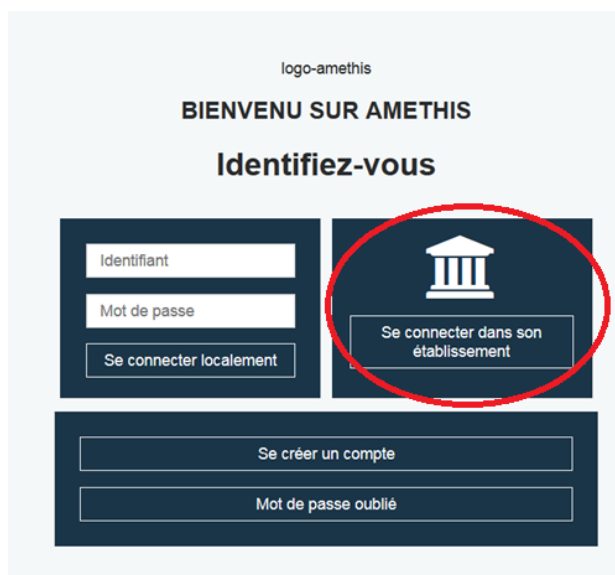 logo-amethis
BIENVENU SUR AMETHIS
Identifiez-vous
Identifiant
Mot de passe
Se connecter localement
Se connecter dans son
établissement
Se créer un compte
Mot de passe oublié